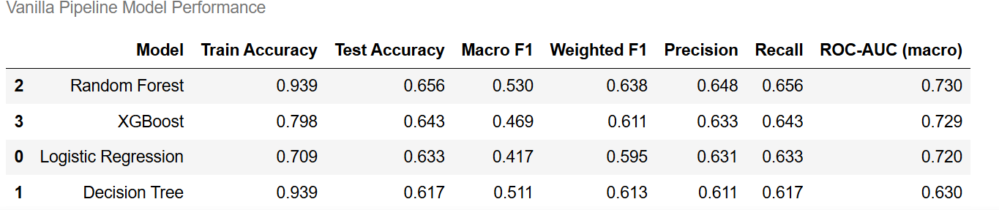 Vanilla Pipeline Model Performance
Model Train Accuracy Test Accuracy Macro F1 Weighted F1 Precision Recall ROC-AUC (macro)
2 Random Forest 0.939 0.656 0.530 0.638 0.648 0.656 0.730
3 XGBoost 0.798 0.643 0.469 0.611 0.633 0.643 0.729
0 Logistic Regression 0.709 0.633 0.417 0.595 0.631 0.633 0.720
1 Decision Tree 0.939 0.617 0.511 0.613 0.611 0.617 0.630